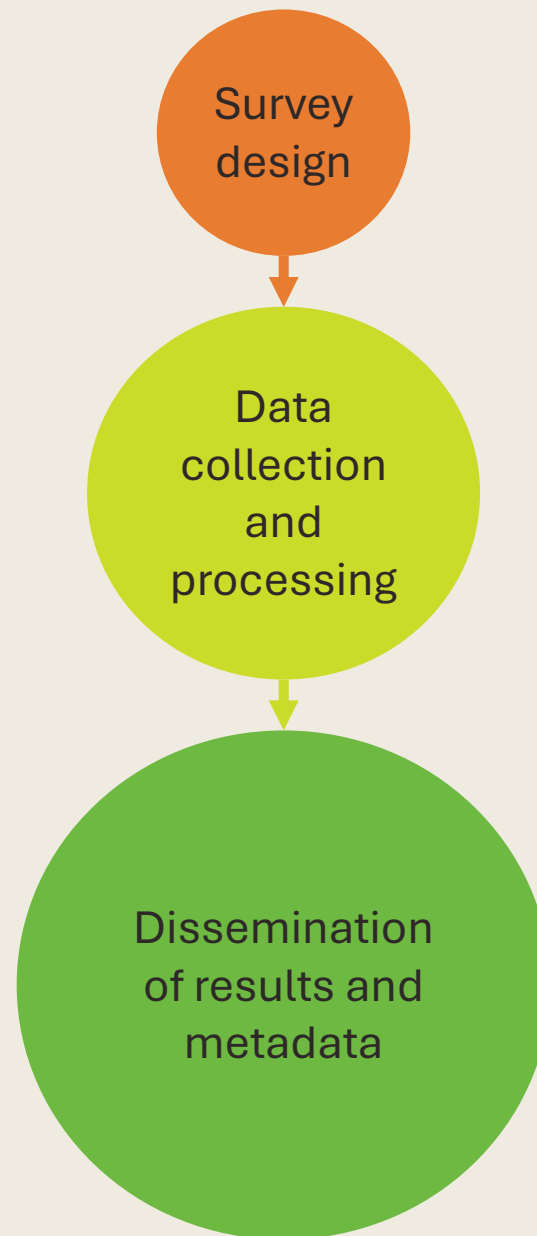 Survey
design
Data
collection
and
processing
Dissemination
of results and
metadata